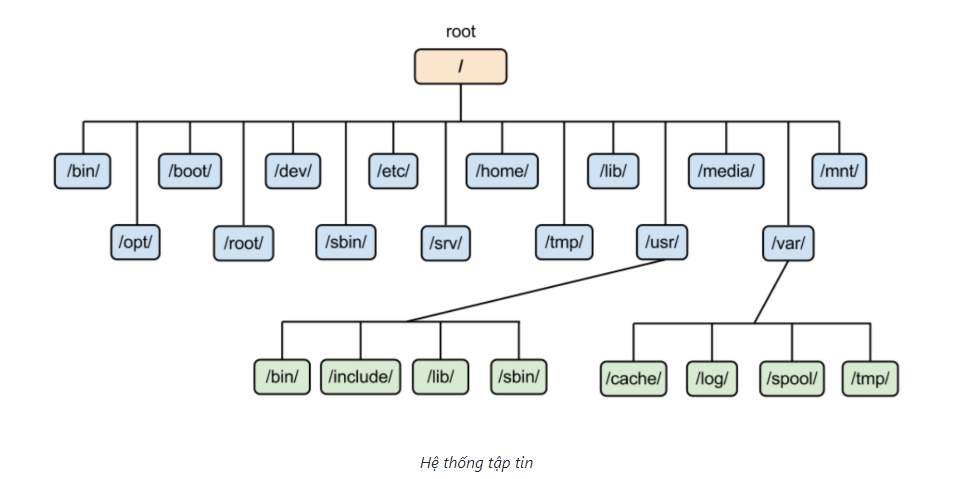 root
/
/bin/ /boot/ /dev/ /etc/ /home/ /lib/ /media/ /mnt/
/opt/ /root/ /sbin/ /srv/ /tmp/ /usr/ /var/
/bin/ /include/ /lib/ /sbin/ /cache/ /log/ /spool/ /tmp/
Hệ thống tập tin